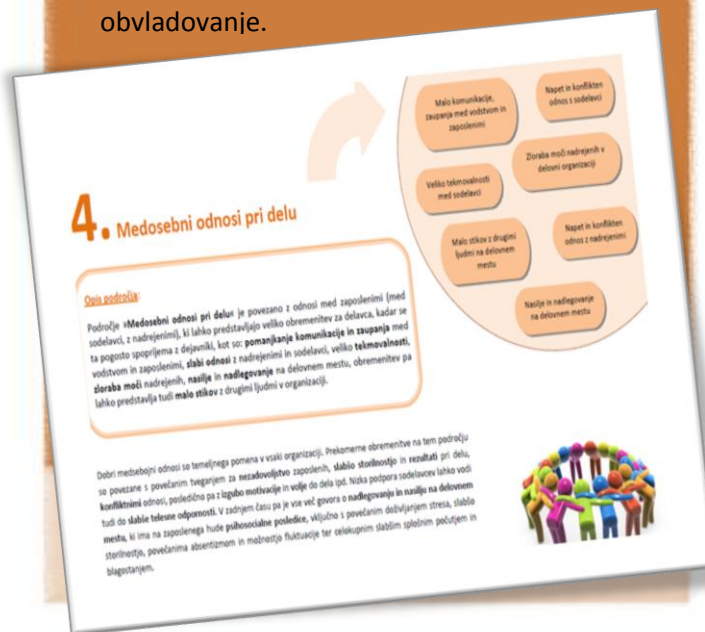 obvladovanje.
4. Medosebni odnosi pri delu
Malo komunikacije,
zaupanja med vodstvom in
zaposlenimi
Napet in konflikten
odnos s sodelavci
Veliko tekmovalnosti
med sodelavci
Zloraba moči nadrejenih v
delovni organizaciji
Malo stikov z drugimi
ljudmi na delovnem
mestu
Napet in konflikten
odnos z nadrejenimi
Nasilje in nadlegovanje
na delovnem mestu
Opis področja:
Področje »Medosebni odnosi pri delu« je povezano z odnosi med zaposlenimi (med
sodelavci, z nadrejenimi), ki lahko predstavljajo veliko obremenitev za delavca, kadar se
ta pogosto spoprijema z dejavniki, kot so: pomanjkanje komunikacije in zaupanja med
vodstvom in zaposlenimi, slabi odnosi z nadrejenimi in sodelavci, veliko tekmovalnosti,
zloraba moči nadrejenih, nasilje in nadlegovanje na delovnem mestu, obremenitev pa
lahko predstavlja tudi malo stikov z drugimi ljudmi v organizaciji.
Dobri medsebojni odnosi so temeljnega pomena v vsaki organizaciji. Prekomerne obremenitve na tem področju
so povezane s povečanim tveganjem za nezadovoljstvo zaposlenih, slabšo storilnostjo in rezultati pri delu,
konfliktnimi odnosi, posledično pa z izgubo motivacije in volje do dela ipd. Nizka podpora sodelavcev lahko vodi
tudi do slabše telesne odpornosti. V zadnjem času pa je vse več govora o nadlegovanju in nasilju na delovnem
mestu, ki ima na zaposlenega hude psihosocialne posledice, vključno s povečanim doživljanjem stresa, slabšo
storilnostjo, povečanima absentizmom in možnostjo fluktuacije ter celokupnim slabšim splošnim počutjem in
blagostanjem.